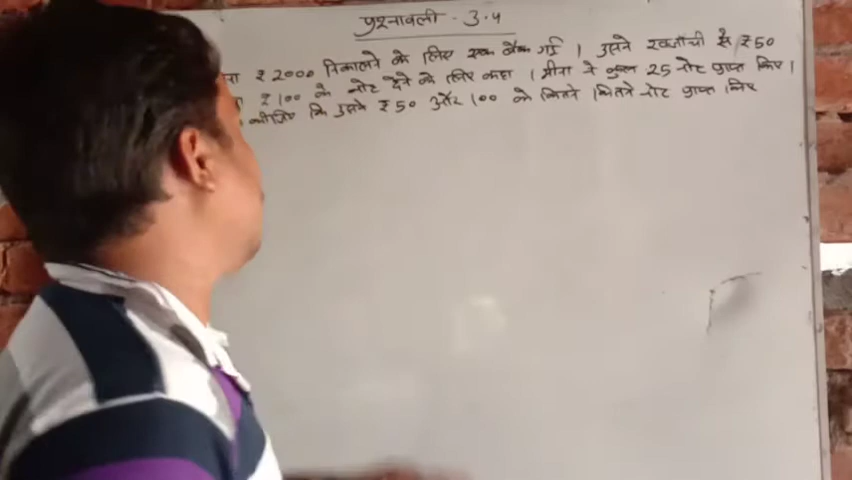 प्रश्नावली - 3.4
₹ 2000 निकालने के लिए एक बैंक गई । उसने खजाँची से ₹ 50
₹ 100 के नोट देने के लिए कहा । मीना ने कुल 25 नोट प्राप्त किए ।
कीजिए कि उसने ₹ 50 और 100 के कितने कितने नोट प्राप्त किए